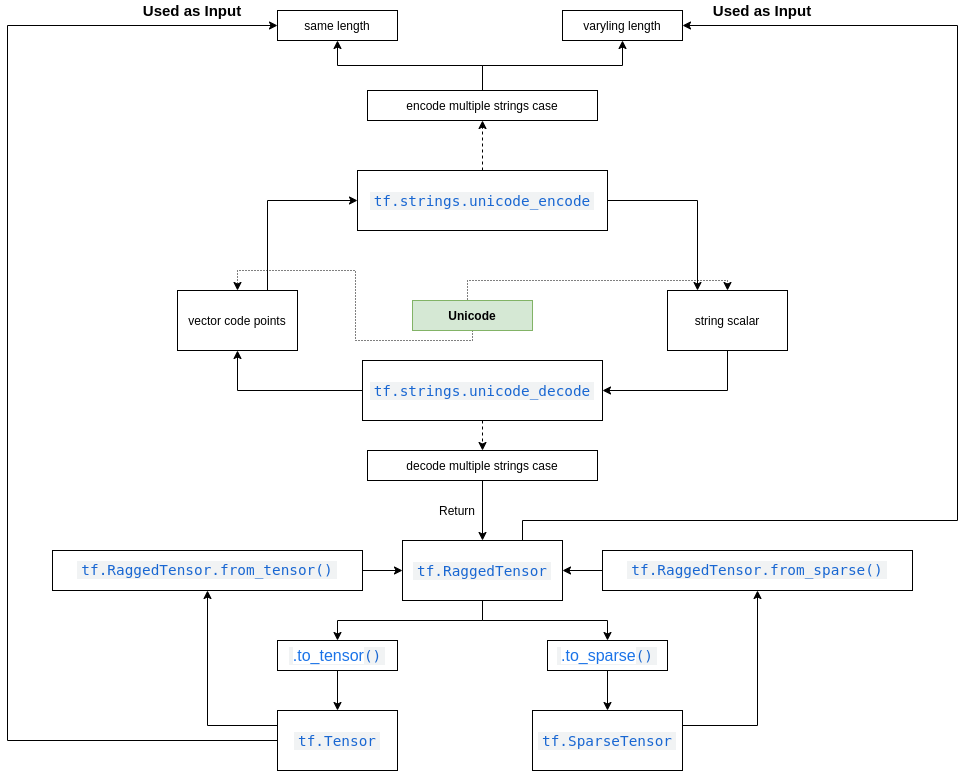 Used as Input
Used as Input
same length
varyling length
encode multiple strings case
tf.strings.unicode_encode
vector code points
Unicode
string scalar
tf.strings.unicode_decode
decode multiple strings case
Return
tf.RaggedTensor.from_tensor()
tf.RaggedTensor
tf.RaggedTensor.from_sparse()
.to_tensor()
.to_sparse()
tf.Tensor
tf.SparseTensor